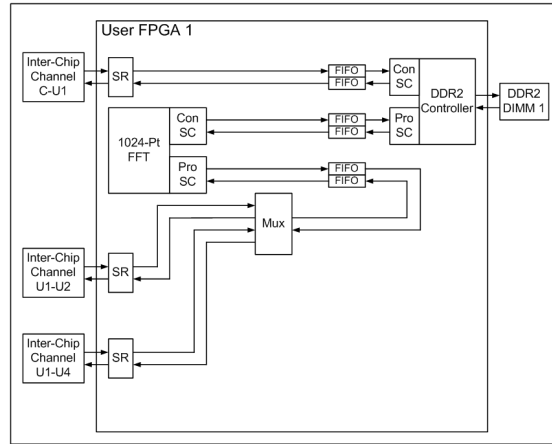 User FPGA 1
Inter-Chip
Channel
C-U1
SR
FIFO
FIFO
Con
SC
DDR2
Controller
Pro
SC
DDR2
DIMM 1
1024-Pt
FFT
Con
SC
Pro
SC
FIFO
FIFO
FIFO
FIFO
Mux
Inter-Chip
Channel
U1-U2
SR
Inter-Chip
Channel
U1-U4
SR